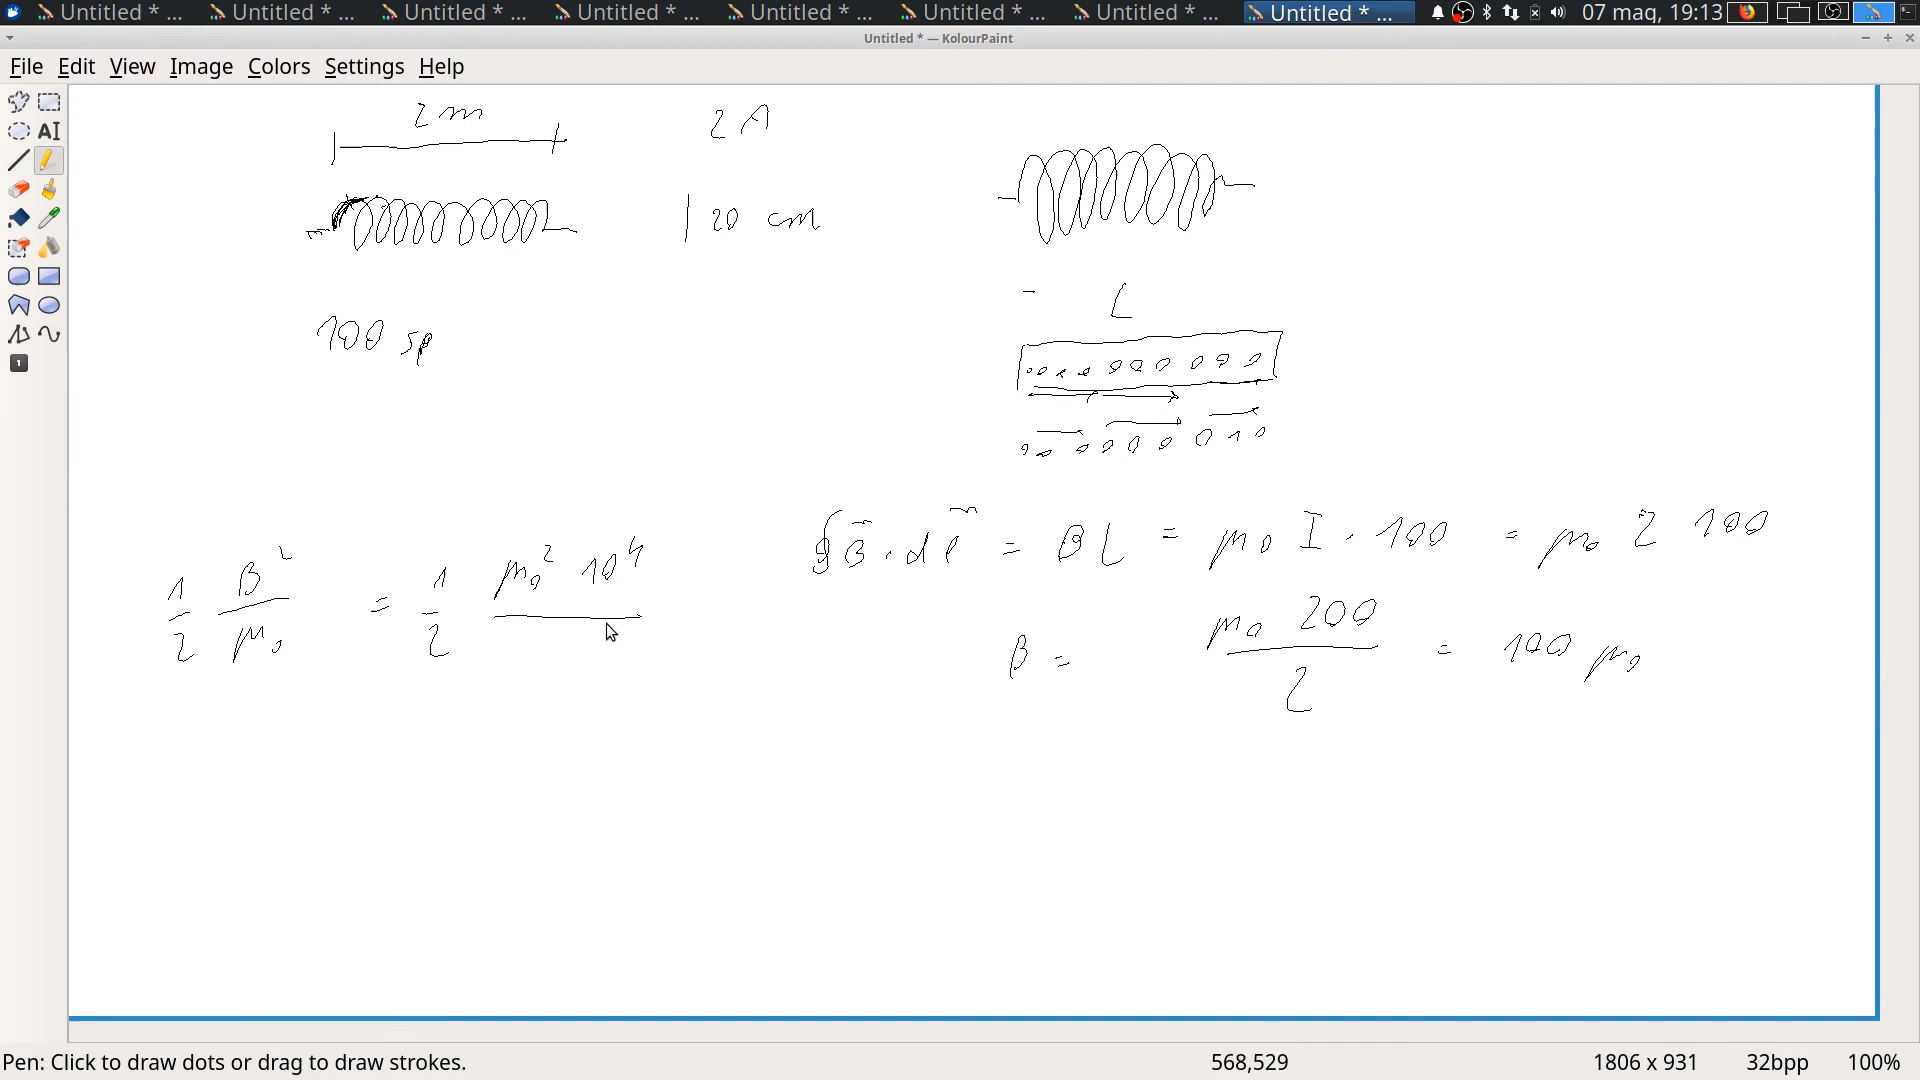 Untitled * ... Untitled * ... Untitled * ... Untitled * ... Untitled * ... Untitled * ... Untitled * ... Untitled * ... 07 mag, 19:13
Untitled * — KolourPaint
File Edit View Image Colors Settings Help
AI
1
2 m
2 A
20 cm
100 sp
L
∮ B · dl = B L = μ0 I · 100 = μ0 2 100
1/2 B²/μ0 = 1/2 μ0² 10⁴
B = μ0 200 / 2 = 100 μ0
Pen: Click to draw dots or drag to draw strokes. 568,529 1806 x 931 32bpp 100%